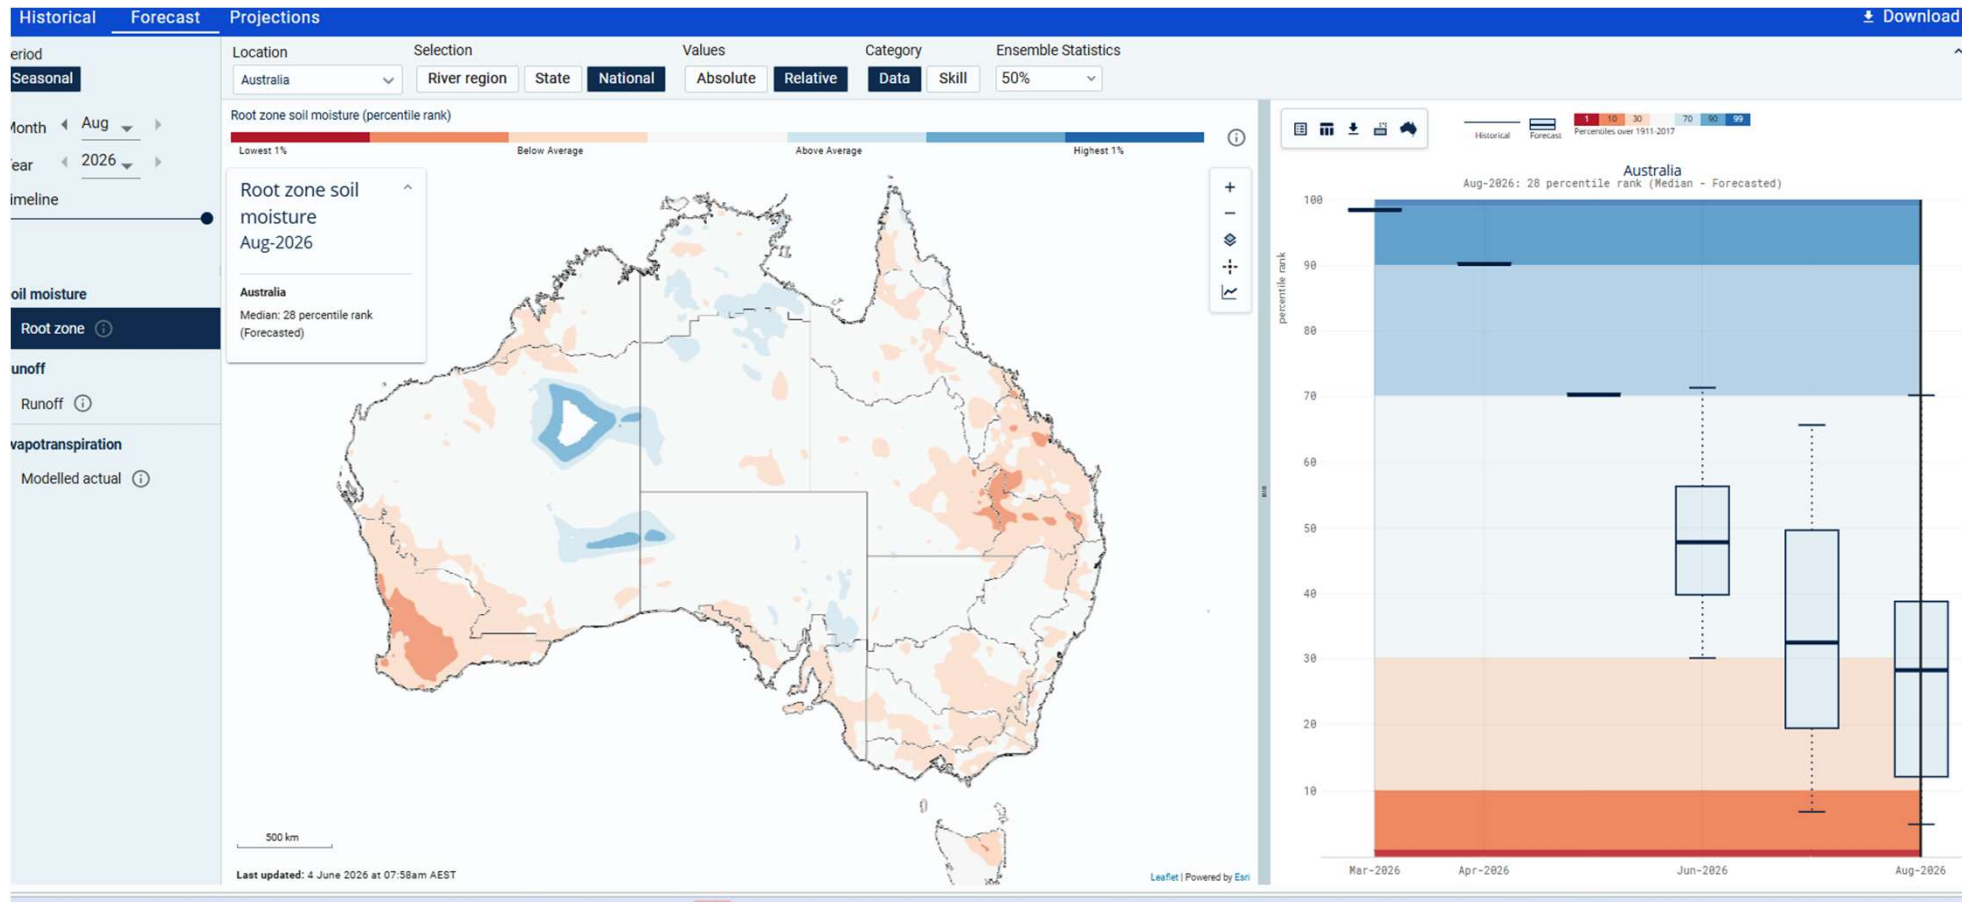 Historical Forecast Projections Download
eriod
Seasonal
Location Selection Values Category Ensemble Statistics
Australia River region State National Absolute Relative Data Skill 50%
Month Aug
ear 2026
imeline
oil moisture
Root zone
unoff
Runoff
vapotranspiration
Modelled actual
Root zone soil moisture (percentile rank)
Lowest 1% Below Average Above Average Highest 1%
Root zone soil
moisture
Aug-2026
Australia
Median: 28 percentile rank
(Forecasted)
+
−
500 km
Last updated: 4 June 2026 at 07:58am AEST
Leaflet | Powered by Esri
Historical Forecast
1 10 30 70 90 99
Percentiles over 1911-2017
Australia
Aug-2026: 28 percentile rank (Median - Forecasted)
percentile rank
100
90
80
70
60
50
40
30
20
10
Mar-2026 Apr-2026 Jun-2026 Aug-2026